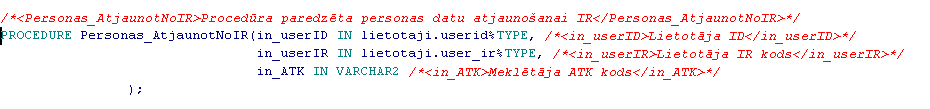 /*<Personas_AtjaunotNoIR>Procedūra paredzēta personas datu atjaunošanai IR</Personas_AtjaunotNoIR>*/
PROCEDURE Personas_AtjaunotNoIR(in_userID IN lietotaji.userid%TYPE, /*<in_userID>Lietotāja ID</in_userID>*/
in_userIR IN lietotaji.user_ir%TYPE, /*<in_userIR>Lietotāja IR kods</in_userIR>*/
in_ATK IN VARCHAR2 /*<in_ATK>Meklētāja ATK kods</in_ATK>*/
);